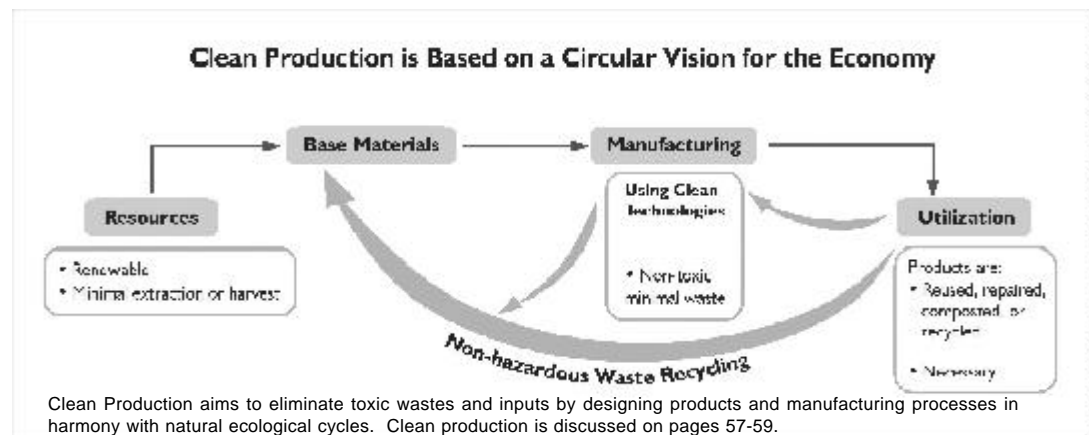 Clean Production is Based on a Circular Vision for the Economy
Base Materials
Manufacturing
Resources
Utilization
• Renewable
• Minimal extraction or harvest
Using Clean
Technologies
• Non-toxic
minimal waste
Products are:
• Reused, repaired,
composted, or
recycled
• Necessary
Non-hazardous Waste Recycling
Clean Production aims to eliminate toxic wastes and inputs by designing products and manufacturing processes in
harmony with natural ecological cycles. Clean production is discussed on pages 57-59.